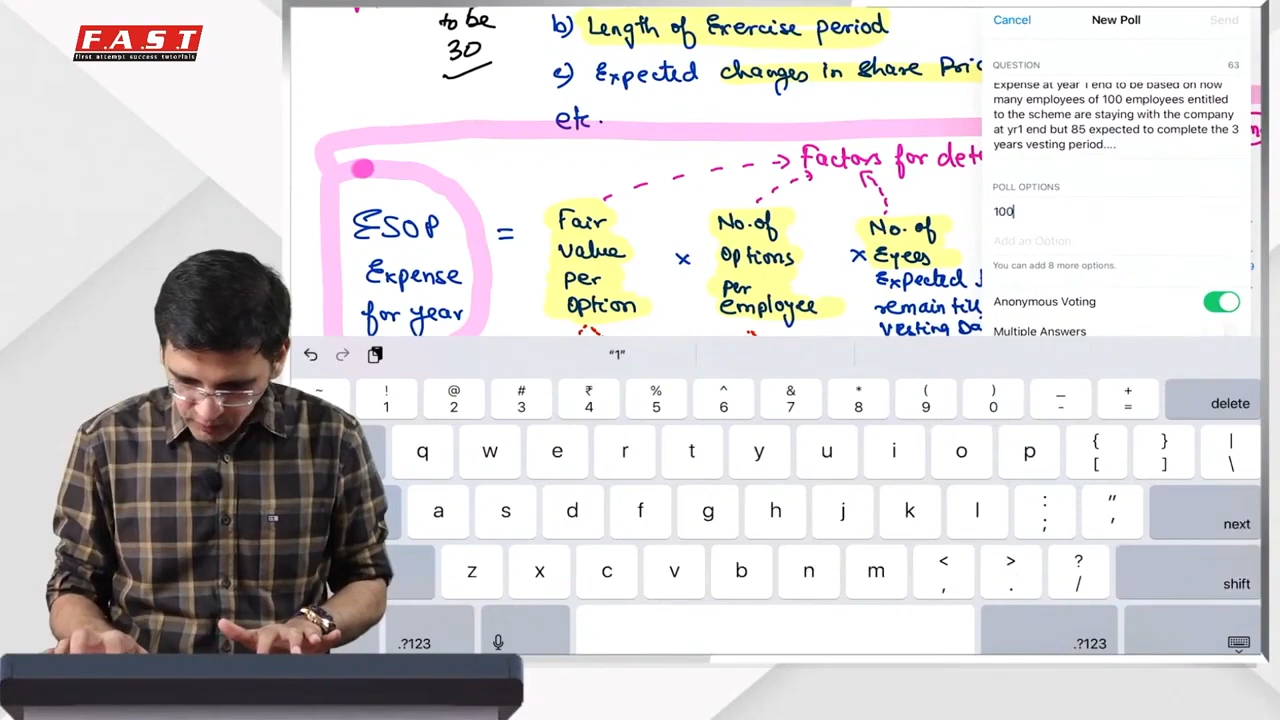 F.A.S.T
first attempt success tutorials
to be
30
b) Length of Exercise period
c) Expected changes in share Pric
etc.
Factors for dete
ESOP
Expense
for year
=
Fair
value
per
option
×
No. of
options
per
employee
×
No. of
Eyees
Expected
remain till
vesting Da
Cancel
New Poll
Send
QUESTION
63
Expense at year 1 end to be based on how
many employees of 100 employees entitled
to the scheme are staying with the company
at yr1 end but 85 expected to complete the 3
years vesting period....
POLL OPTIONS
100
Add an Option
You can add 8 more options.
Anonymous Voting
Multiple Answers
"1"
~ ! @ # ₹ % ^ & * ( ) _ +
1 2 3 4 5 6 7 8 9 0 - = delete
q w e r t y u i o p { } |
[ ] \
a s d f g h j k l : "
; ' next
z x c v b n m < > ?
, . / shift
.?123 .?123